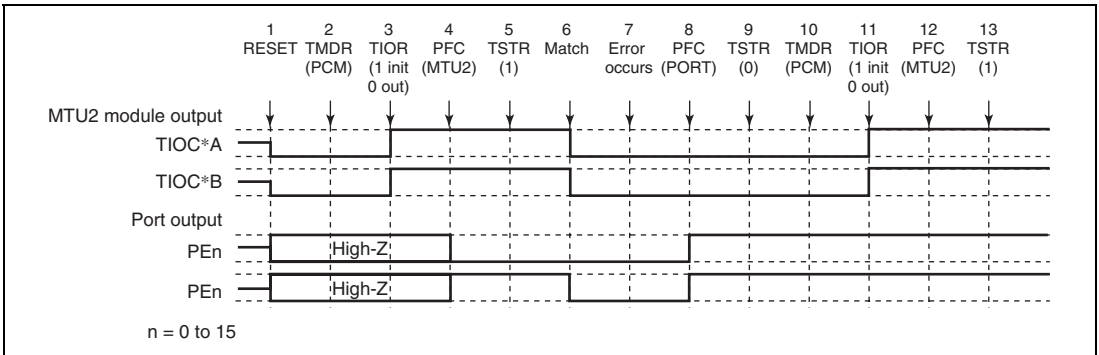 1 2 3 4 5 6 7 8 9 10 11 12 13
RESET TMDR TIOR PFC TSTR Match Error PFC TSTR TMDR TIOR PFC TSTR
(PCM) (1 init (MTU2) (1) occurs (PORT) (0) (PCM) (1 init (MTU2) (1)
0 out) 0 out)
MTU2 module output
TIOC*A
TIOC*B
Port output
PEn High-Z
PEn High-Z
n = 0 to 15